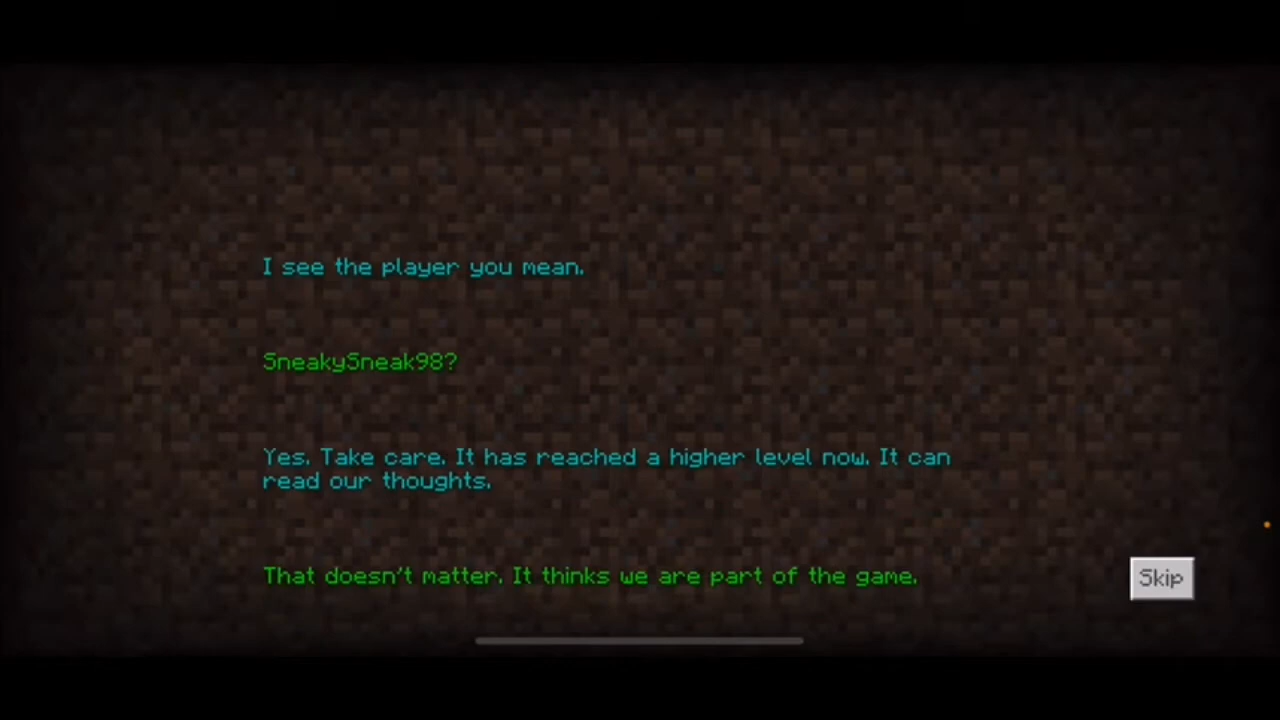 I see the player you mean.
SneakySneak98?
Yes. Take care. It has reached a higher level now. It can
read our thoughts.
That doesn't matter. It thinks we are part of the game.
Skip